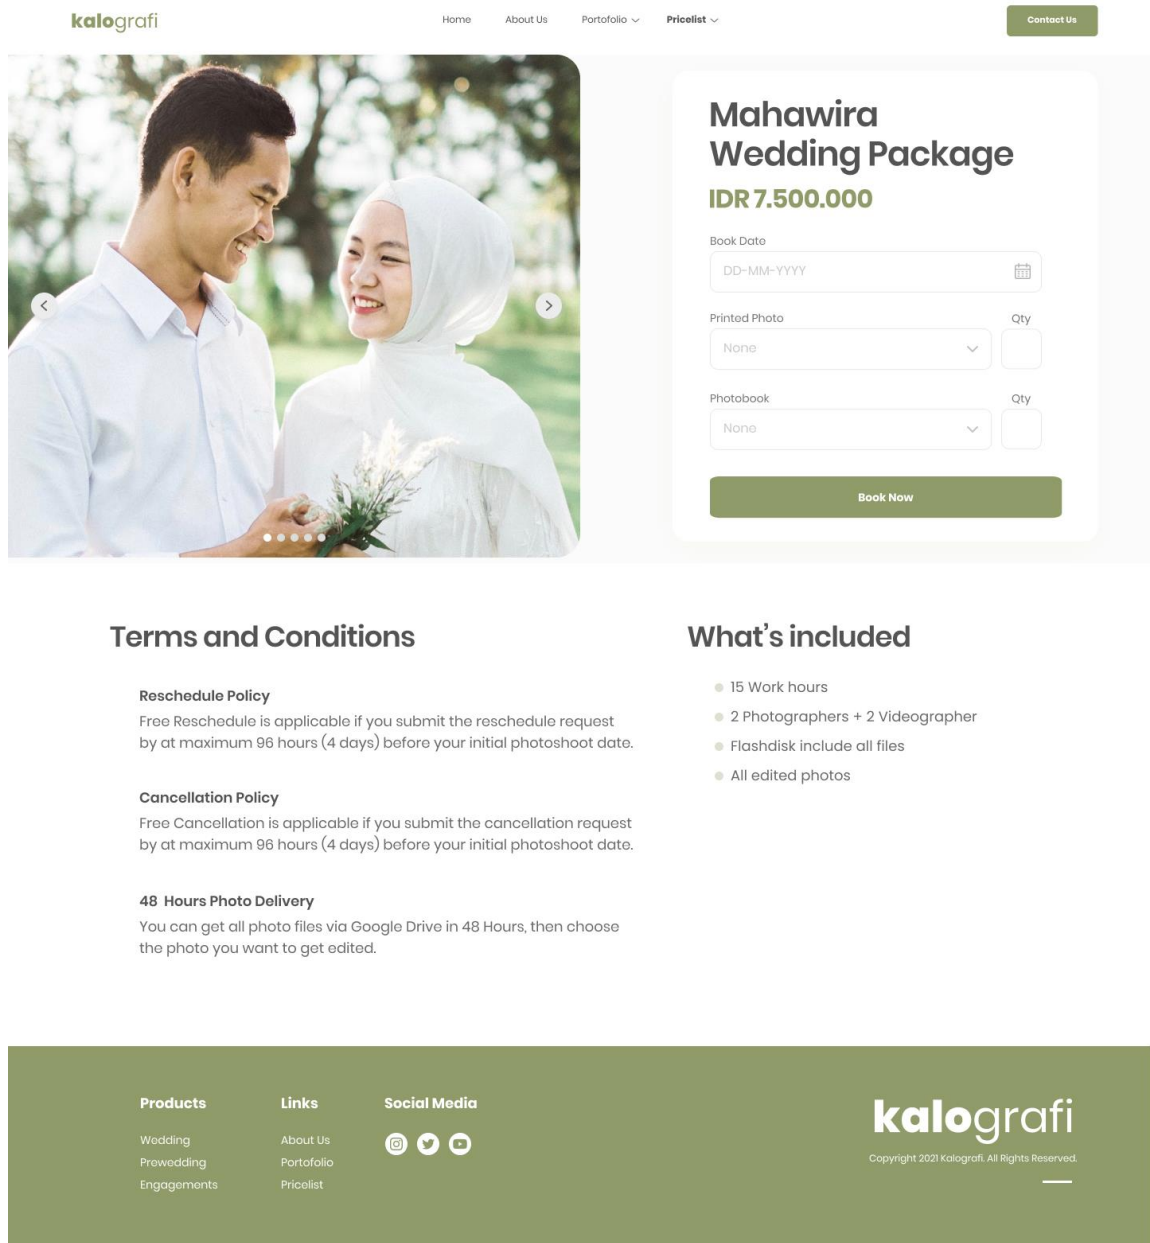 kalografi
Home About Us Portofolio Pricelist
Contact Us
Mahawira
Wedding Package
IDR 7.500.000
Book Date
DD-MM-YYYY
Printed Photo Qty
None
Photobook Qty
None
Book Now
Terms and Conditions
Reschedule Policy
Free Reschedule is applicable if you submit the reschedule request
by at maximum 96 hours (4 days) before your initial photoshoot date.
Cancellation Policy
Free Cancellation is applicable if you submit the cancellation request
by at maximum 96 hours (4 days) before your initial photoshoot date.
48 Hours Photo Delivery
You can get all photo files via Google Drive in 48 Hours, then choose
the photo you want to get edited.
What's included
15 Work hours
2 Photographers + 2 Videographer
Flashdisk include all files
All edited photos
Products
Wedding
Prewedding
Engagements
Links
About Us
Portofolio
Pricelist
Social Media
kalografi
Copyright 2021 Kalografi. All Rights Reserved.